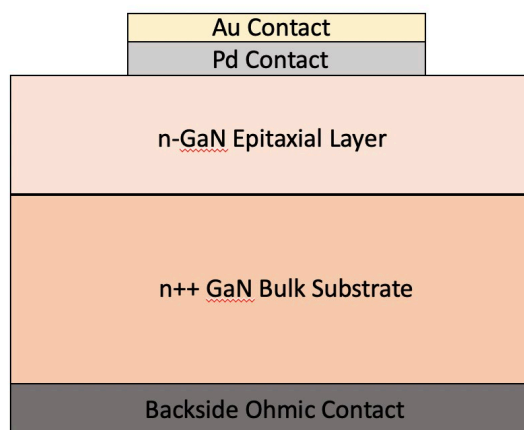 Au Contact
Pd Contact
n-GaN Epitaxial Layer
n++ GaN Bulk Substrate
Backside Ohmic Contact